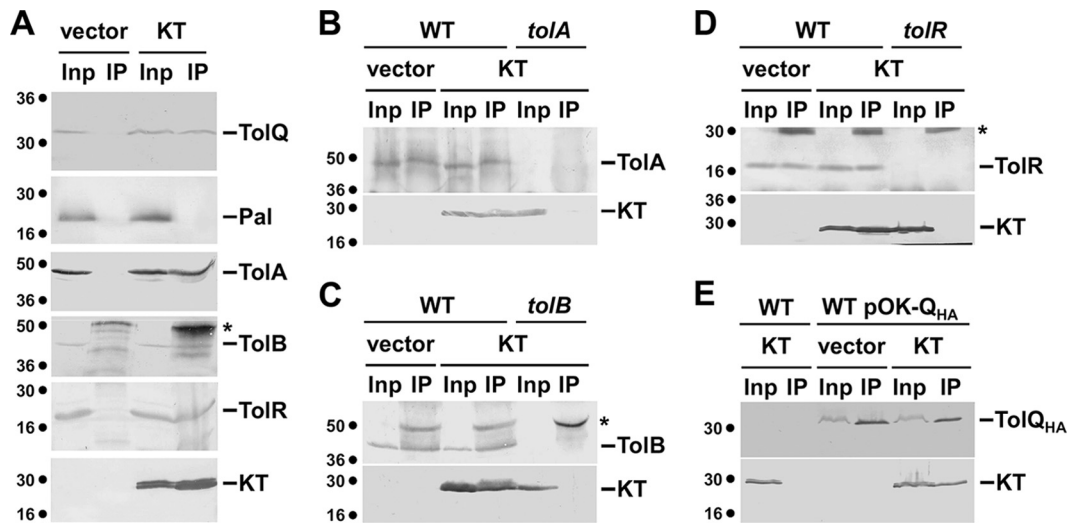 A
vector KT
Inp IP Inp IP
36
30
–TolQ
30
16
–Pal
50
36
–TolA
50
36
*
–TolB
30
16
–TolR
30
16
–KT
B
WT tolA
vector KT
Inp IP Inp IP Inp IP
50
36
–TolA
30
16
–KT
C
WT tolB
vector KT
Inp IP Inp IP Inp IP
50
36
*
–TolB
30
16
–KT
D
WT tolR
vector KT
Inp IP Inp IP Inp IP
30
16
*
–TolR
36
30
–KT
E
WT WT pOK-QHA
KT vector KT
Inp IP Inp IP Inp IP
30
–TolQHA
30
16
–KT